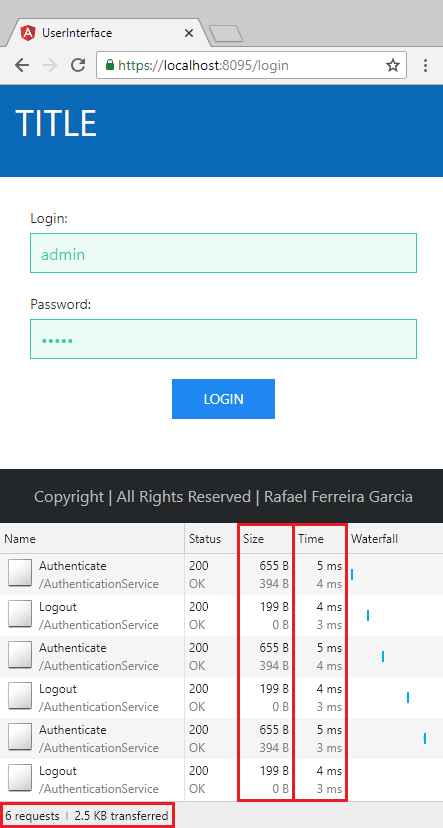 UserInterface
https://localhost:8095/login
TITLE
Login:
admin
Password:
•••••
LOGIN
Copyright | All Rights Reserved | Rafael Ferreira Garcia
Name Status Size Time Waterfall
Authenticate 200 655 B 5 ms
/AuthenticationService OK 394 B 4 ms
Logout 200 199 B 4 ms
/AuthenticationService OK 0 B 3 ms
Authenticate 200 655 B 5 ms
/AuthenticationService OK 394 B 4 ms
Logout 200 199 B 4 ms
/AuthenticationService OK 0 B 3 ms
Authenticate 200 655 B 5 ms
/AuthenticationService OK 394 B 3 ms
Logout 200 199 B 4 ms
/AuthenticationService OK 0 B 3 ms
6 requests | 2.5 KB transferred